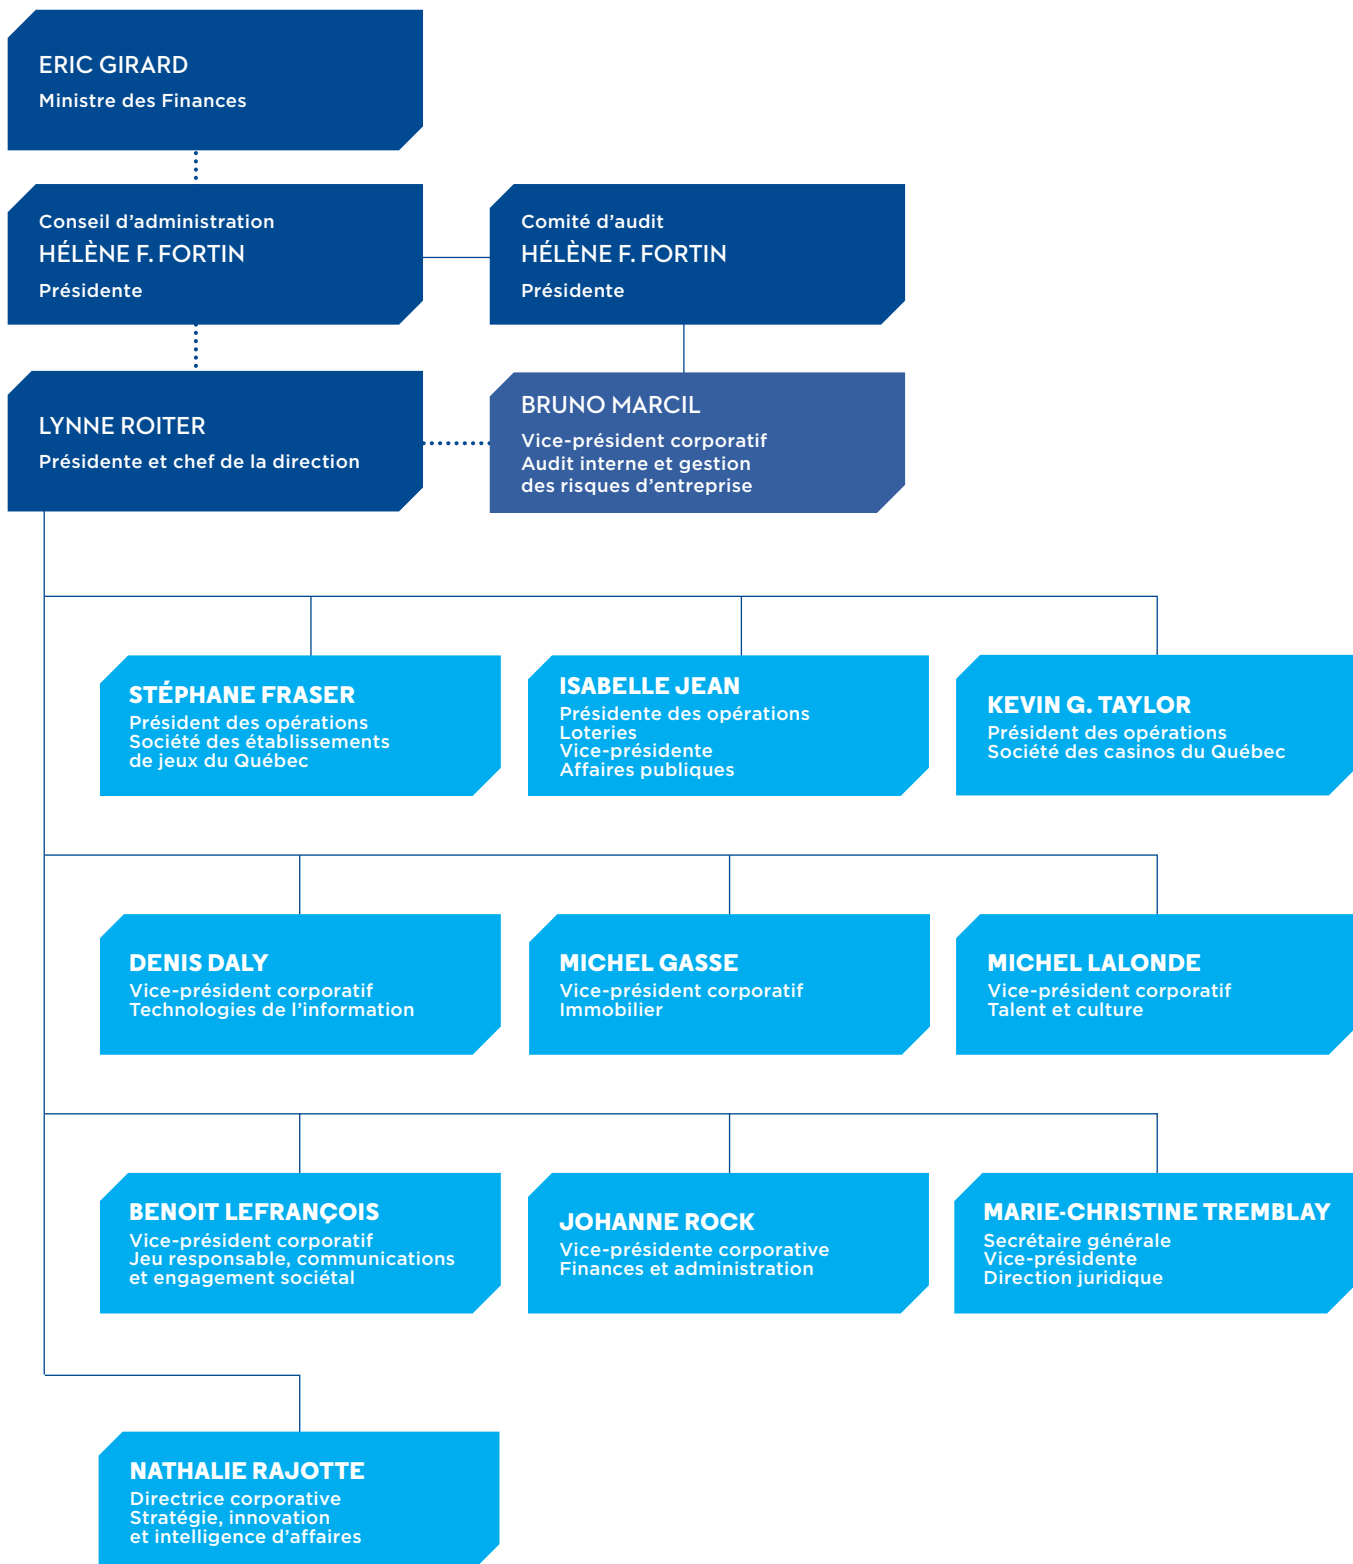 ERIC GIRARD
Ministre des Finances
Conseil d’administration
HÉLÈNE F. FORTIN
Présidente
Comité d’audit
HÉLÈNE F. FORTIN
Présidente
LYNNE ROITER
Présidente et chef de la direction
BRUNO MARCIL
Vice-président corporatif
Audit interne et gestion
des risques d’entreprise
STÉPHANE FRASER
Président des opérations
Société des établissements
de jeux du Québec
ISABELLE JEAN
Présidente des opérations
Loteries
Vice-présidente
Affaires publiques
KEVIN G. TAYLOR
Président des opérations
Société des casinos du Québec
DENIS DALY
Vice-président corporatif
Technologies de l’information
MICHEL GASSE
Vice-président corporatif
Immobilier
MICHEL LALONDE
Vice-président corporatif
Talent et culture
BENOIT LEFRANÇOIS
Vice-président corporatif
Jeu responsable, communications
et engagement sociétal
JOHANNE ROCK
Vice-présidente corporative
Finances et administration
MARIE-CHRISTINE TREMBLAY
Secrétaire générale
Vice-présidente
Direction juridique
NATHALIE RAJOTTE
Directrice corporative
Stratégie, innovation
et intelligence d’affaires